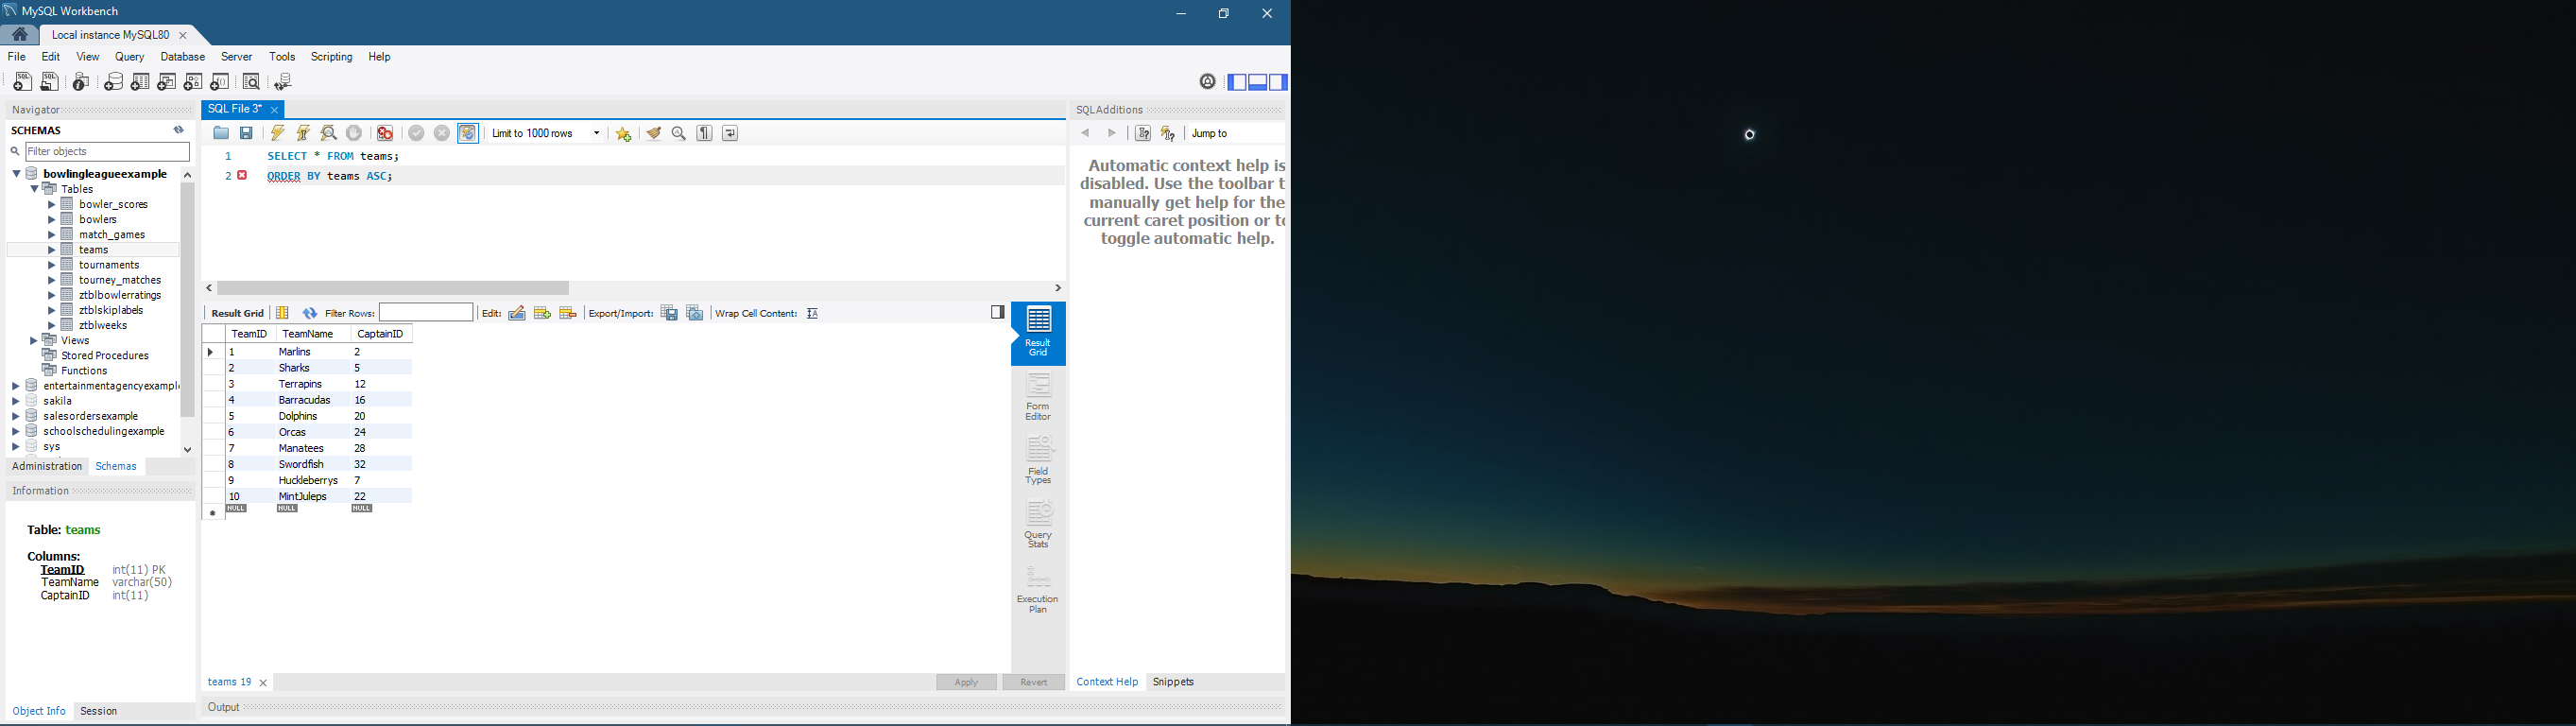 MySQL Workbench
Local instance MySQL80
File Edit View Query Database Server Tools Scripting Help
Navigator
SCHEMAS
Filter objects
bowlingleagueexample
Tables
bowler_scores
bowlers
match_games
teams
tournaments
tourney_matches
ztblbowlerratings
ztblskiplabels
ztblweeks
Views
Stored Procedures
Functions
entertainmentagencyexampl
sakila
salesordersexample
schoolschedulingexample
sys
Administration Schemas
Information
Table: teams
Columns:
TeamID int(11) PK
TeamName varchar(50)
CaptainID int(11)
Object Info Session
SQL File 3*
Limit to 1000 rows
1 SELECT * FROM teams;
2 ORDER BY teams ASC;
Result Grid Filter Rows: Edit: Export/Import: Wrap Cell Content:
TeamID TeamName CaptainID
1 Marlins 2
2 Sharks 5
3 Terrapins 12
4 Barracudas 16
5 Dolphins 20
6 Orcas 24
7 Manatees 28
8 Swordfish 32
9 Huckleberrys 7
10 MintJuleps 22
NULL NULL NULL
Result
Grid
Form
Editor
Field
Types
Query
Stats
Execution
Plan
teams 19
Apply Revert
Output
SQL Additions
Jump to
Automatic context help is
disabled. Use the toolbar t
manually get help for the
current caret position or to
toggle automatic help.
Context Help Snippets